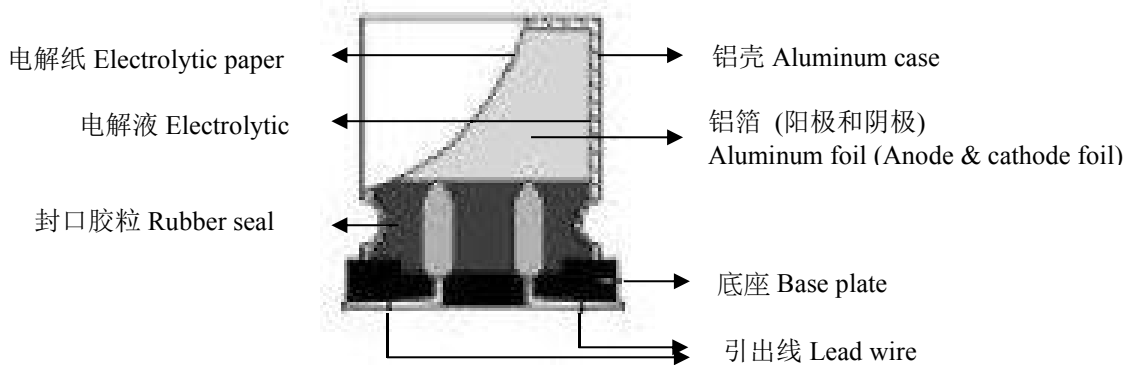 电解纸 Electrolytic paper
电解液 Electrolytic
封口胶粒 Rubber seal
铝壳 Aluminum case
铝箔 (阳极和阴极)
Aluminum foil (Anode & cathode foil)
底座 Base plate
引出线 Lead wire